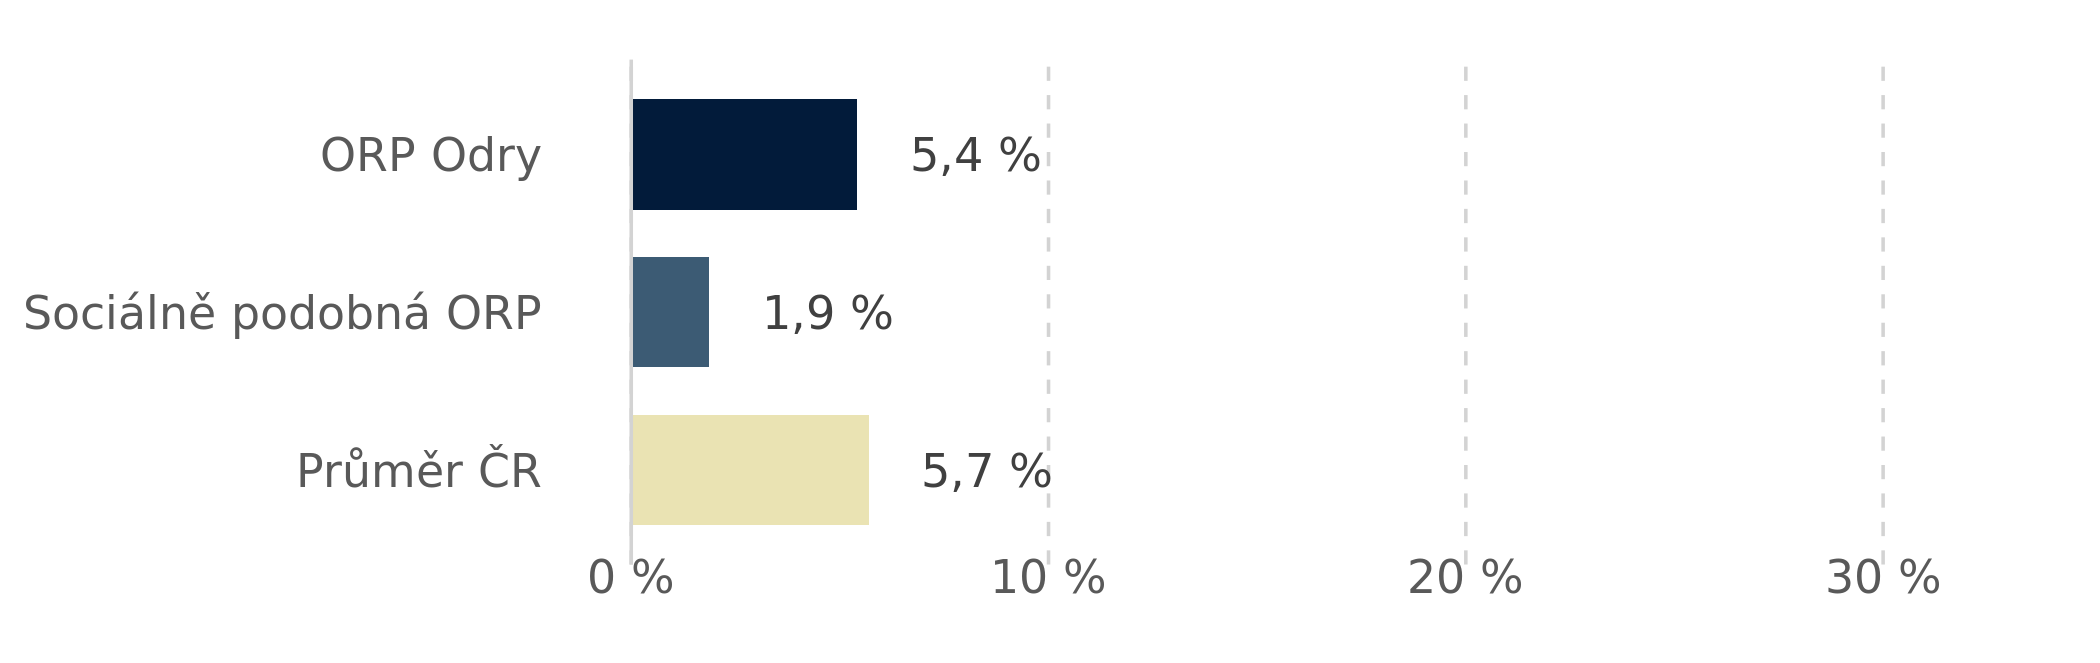 ORP Odry
5,4 %
Sociálně podobná ORP
1,9 %
Průměr ČR
5,7 %
0 %
10 %
20 %
30 %